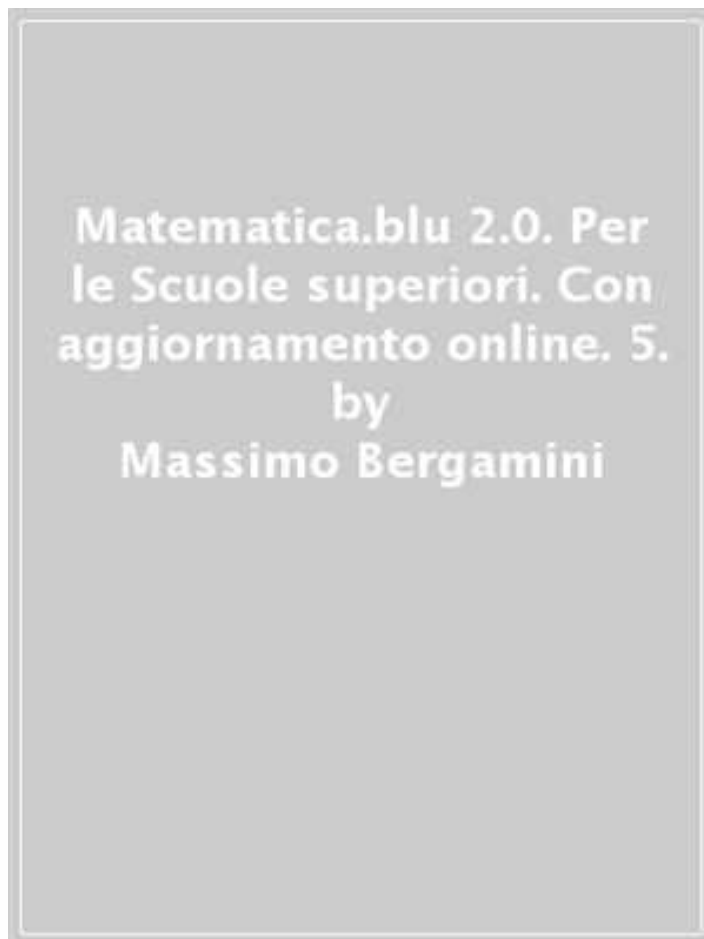 Matematica.blu 2.0. Per
le Scuole superiori. Con
aggiornamento online. 5.
by
Massimo Bergamini